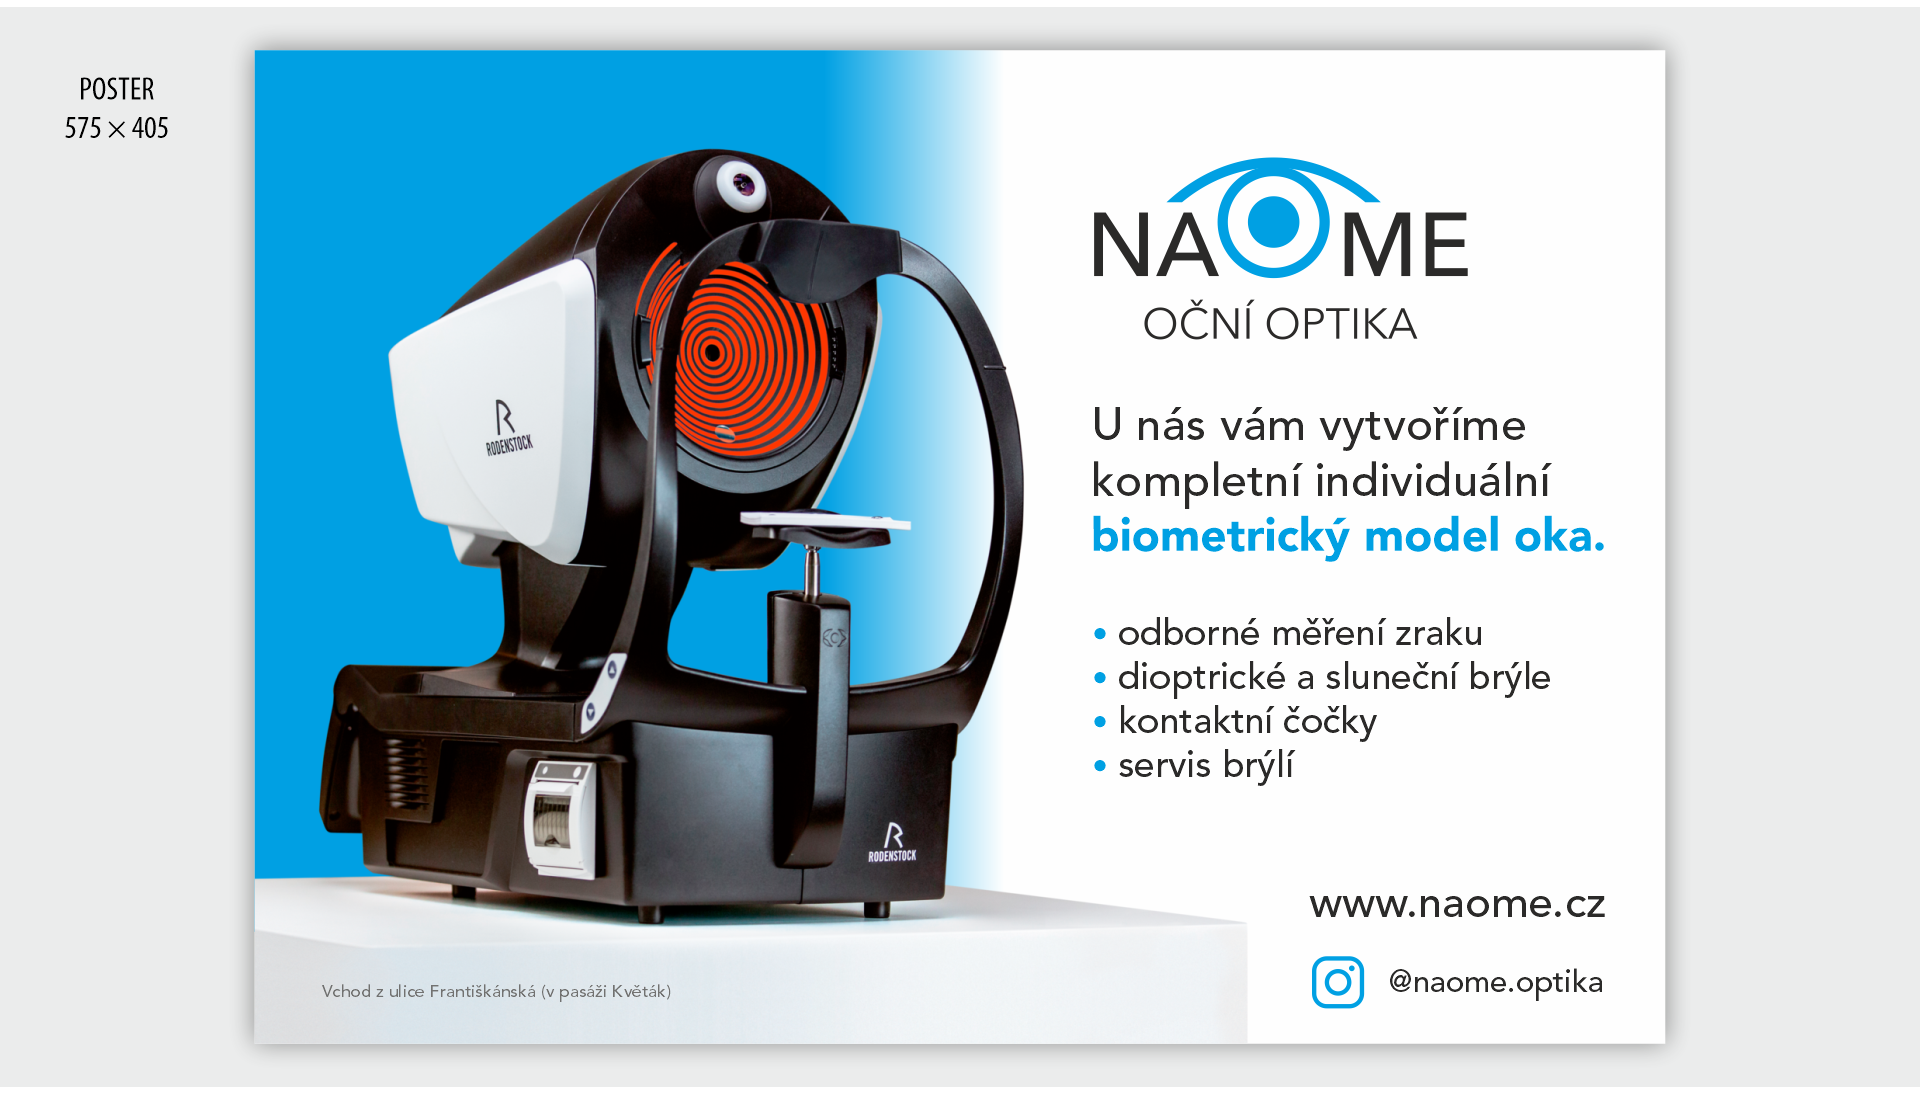 POSTER
575 × 405
NAOME
OČNÍ OPTIKA
U nás vám vytvoříme
kompletní individuální
biometrický model oka.
• odborné měření zraku
• dioptrické a sluneční brýle
• kontaktní čočky
• servis brýlí
www.naome.cz
@naome.optika
RODENSTOCK
RODENSTOCK
Vchod z ulice Františkánská (v pasáži Květák)